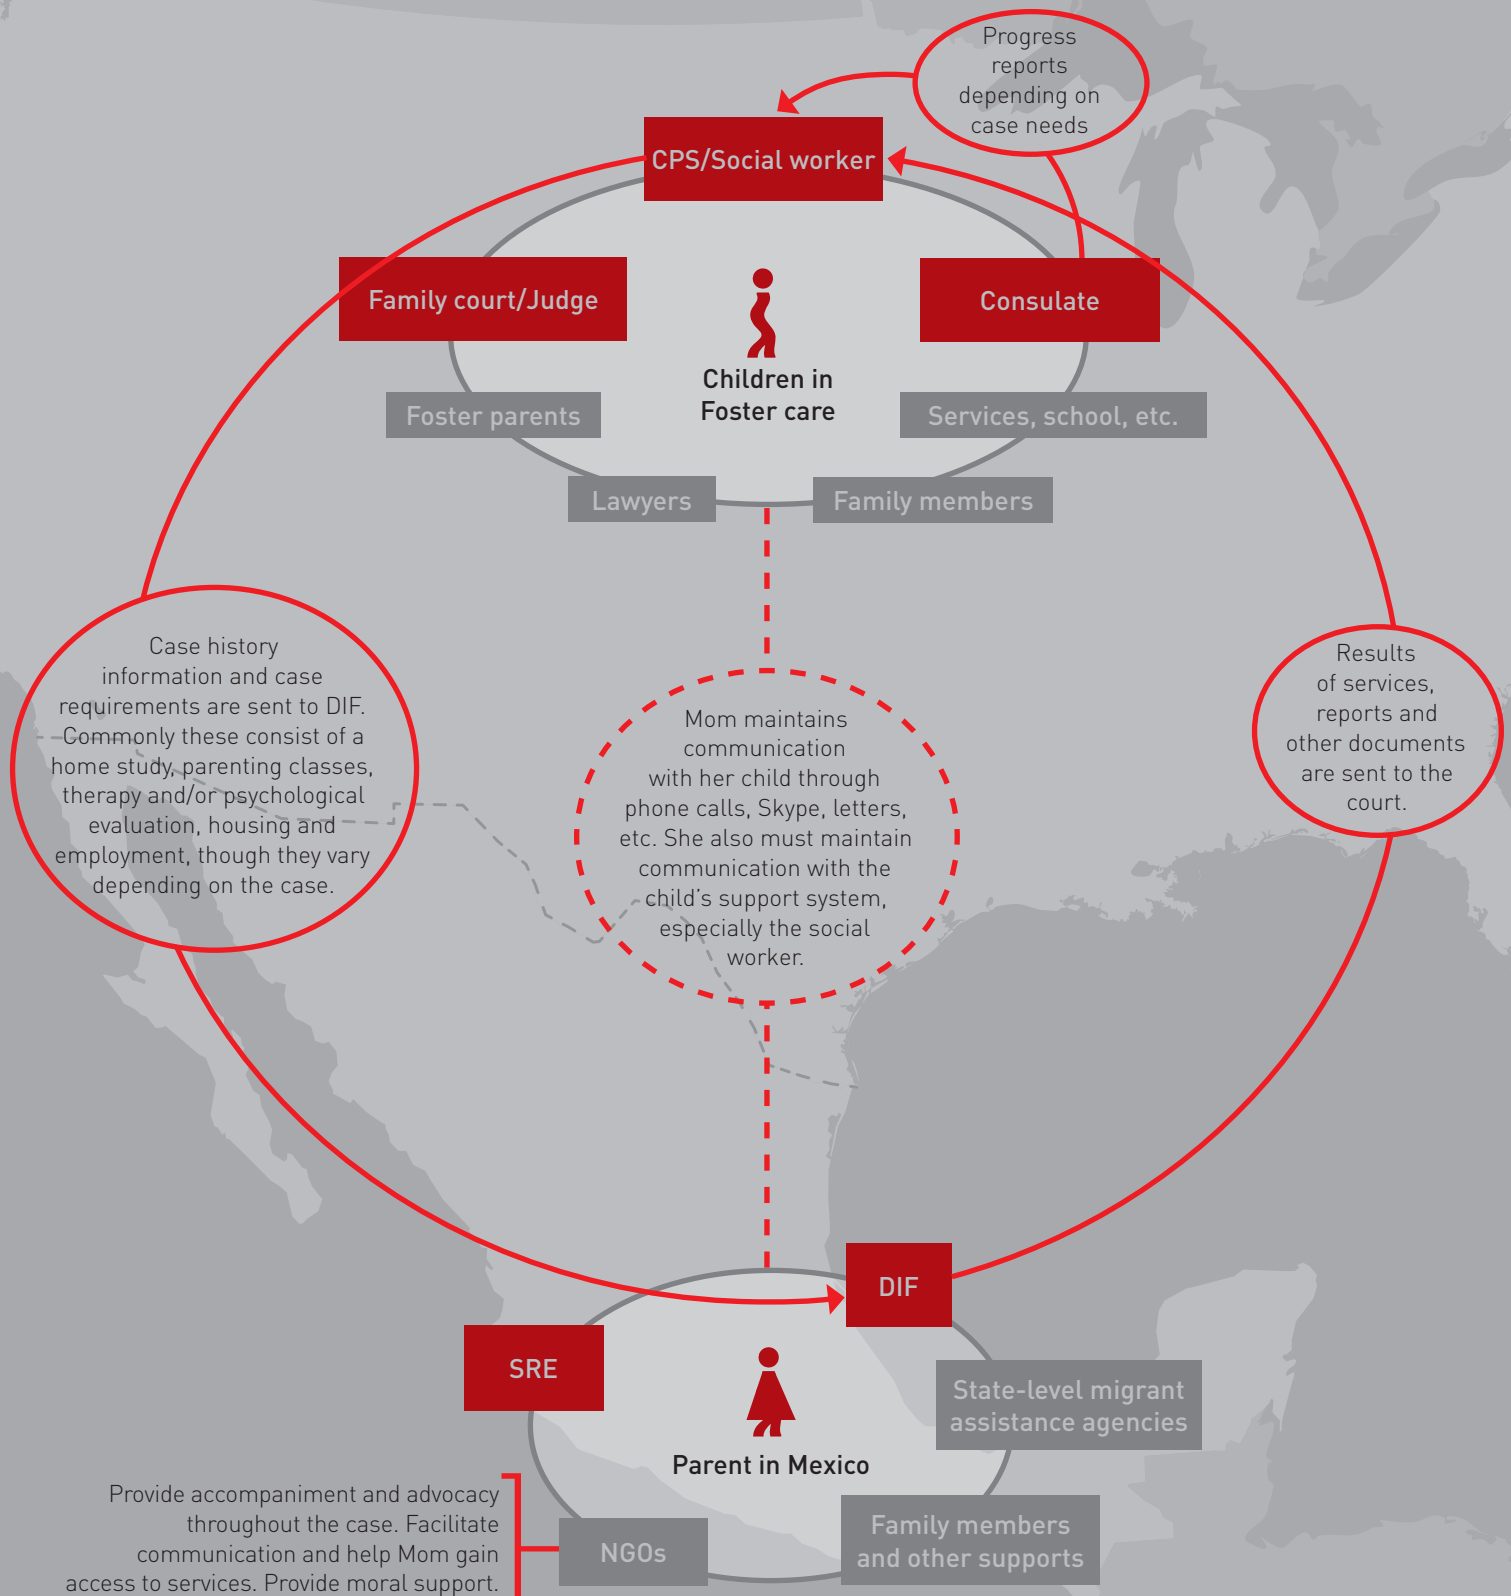 Progress
reports
depending on
case needs
CPS/Social worker
Family court/Judge
Consulate
Children in
Foster care
Foster parents
Services, school, etc.
Lawyers
Family members
Case history
information and case
requirements are sent to DIF.
Commonly these consist of a
home study, parenting classes,
therapy and/or psychological
evaluation, housing and
employment, though they vary
depending on the case.
Mom maintains
communication
with her child through
phone calls, Skype, letters,
etc. She also must maintain
communication with the
child’s support system,
especially the social
worker.
Results
of services,
reports and
other documents
are sent to the
court.
DIF
SRE
State-level migrant
assistance agencies
Parent in Mexico
Provide accompaniment and advocacy
throughout the case. Facilitate
communication and help Mom gain
access to services. Provide moral support.
NGOs
Family members
and other supports